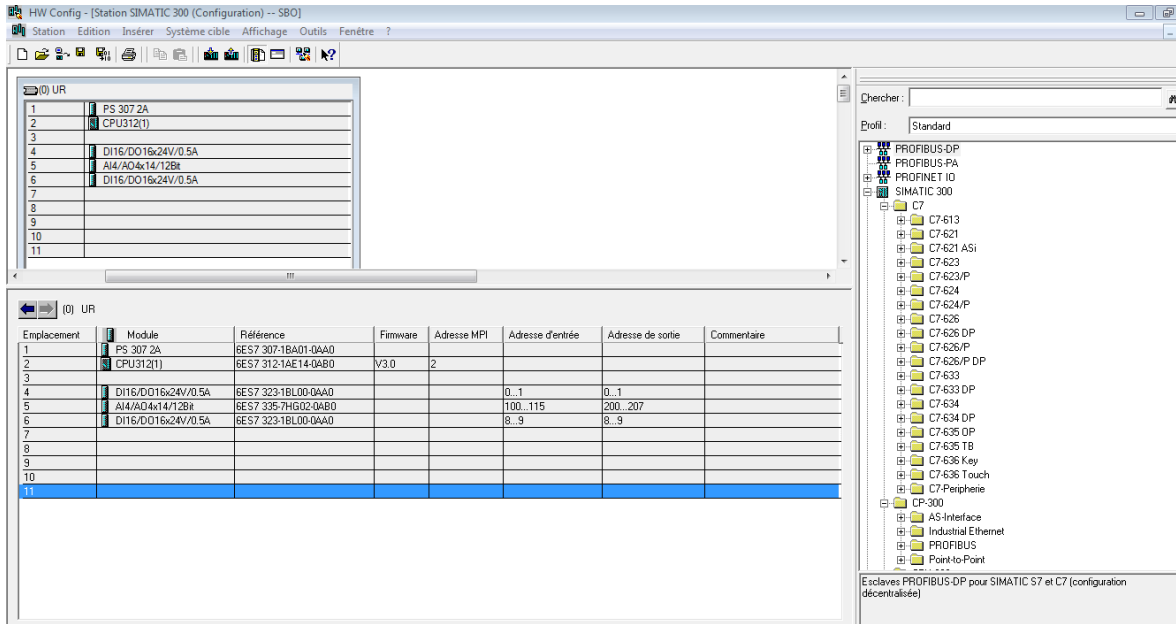 HW Config - [Station SIMATIC 300 (Configuration) -- SBO]
Station Edition Insérer Système cible Affichage Outils Fenêtre ?
(0) UR
1 PS 307 2A
2 CPU312(1)
3
4 DI16/DO16x24V/0.5A
5 AI4/AO4x14/12Bit
6 DI16/DO16x24V/0.5A
7
8
9
10
11
(0) UR
Emplacement Module Référence Firmware Adresse MPI Adresse d'entrée Adresse de sortie Commentaire
1 PS 307 2A 6ES7 307-1BA01-0AA0
2 CPU312(1) 6ES7 312-1AE14-0AB0 V3.0 2
3
4 DI16/DO16x24V/0.5A 6ES7 323-1BL00-0AA0 0...1 0...1
5 AI4/AO4x14/12Bit 6ES7 335-7HG02-0AB0 100...115 200...207
6 DI16/DO16x24V/0.5A 6ES7 323-1BL00-0AA0 8...9 8...9
7
8
9
10
11
Chercher :
Profil : Standard
PROFIBUS-DP
PROFIBUS-PA
PROFINET IO
SIMATIC 300
C7
C7-613
C7-621
C7-621 ASi
C7-623
C7-623/P
C7-624
C7-624/P
C7-626
C7-626 DP
C7-626/P
C7-626/P DP
C7-633
C7-633 DP
C7-634
C7-634 DP
C7-635 OP
C7-635 TB
C7-636 Key
C7-636 Touch
C7-Peripherie
CP-300
AS-Interface
Industrial Ethernet
PROFIBUS
Point-to-Point
Esclaves PROFIBUS-DP pour SIMATIC S7 et C7 (configuration
décentralisée)